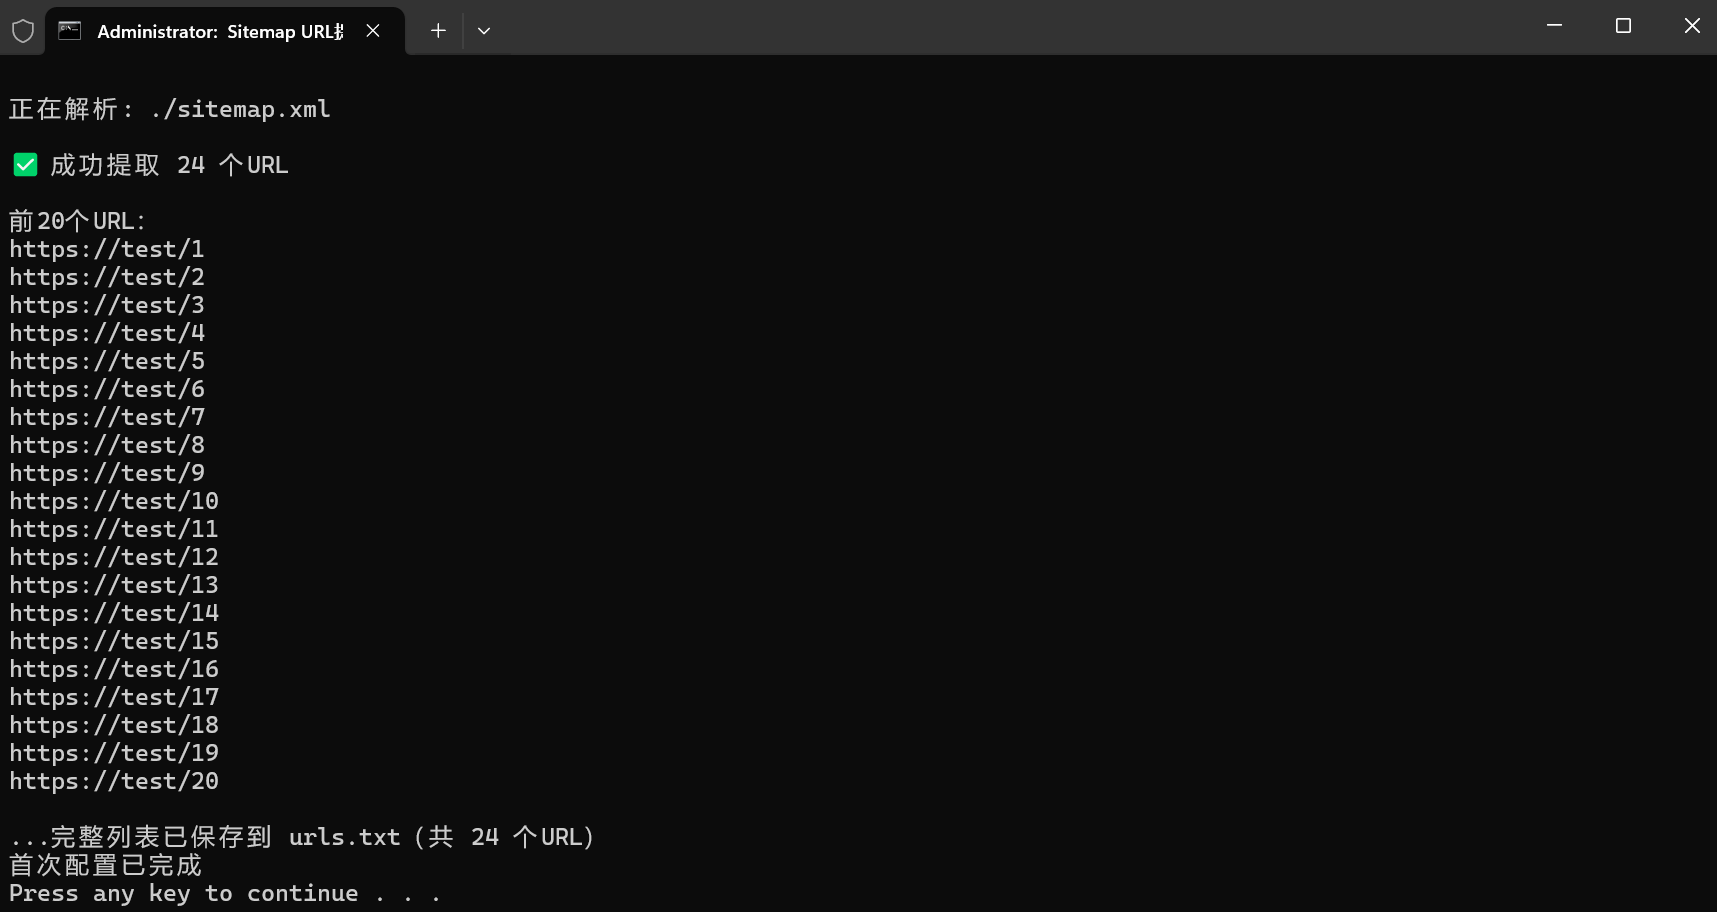 Administrator: Sitemap URL
正在解析: ./sitemap.xml
✅ 成功提取 24 个URL
前20个URL:
https://test/1
https://test/2
https://test/3
https://test/4
https://test/5
https://test/6
https://test/7
https://test/8
https://test/9
https://test/10
https://test/11
https://test/12
https://test/13
https://test/14
https://test/15
https://test/16
https://test/17
https://test/18
https://test/19
https://test/20
...完整列表已保存到 urls.txt (共 24 个URL)
首次配置已完成
Press any key to continue . . .